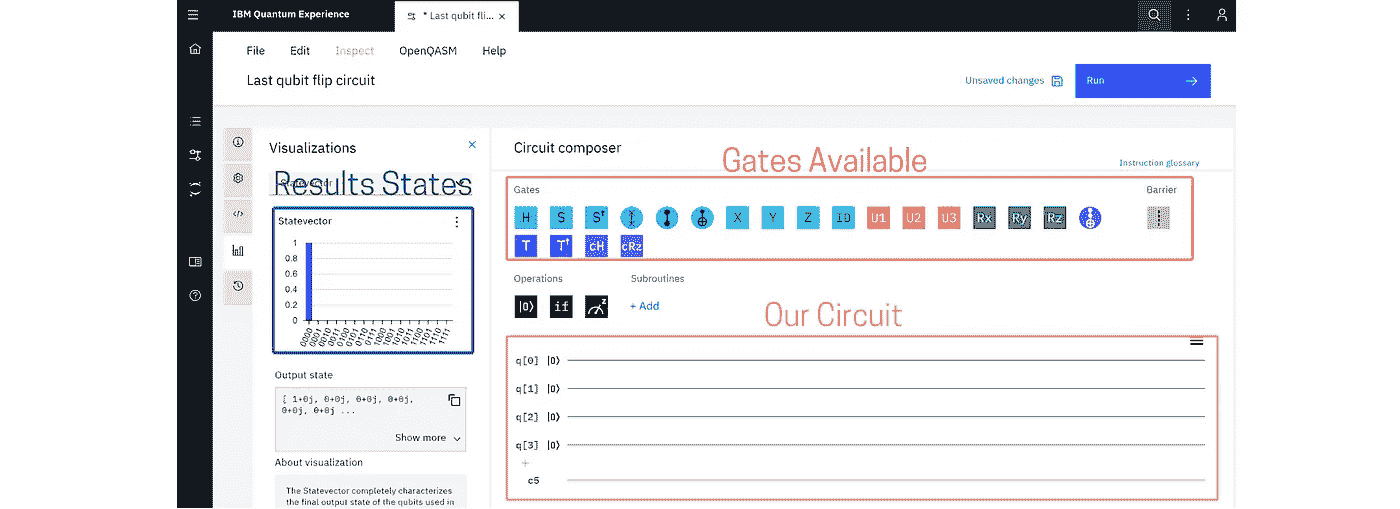 IBM Quantum Experience
* Last qubit fli... ×
File Edit Inspect OpenQASM Help
Last qubit flip circuit
Unsaved changes
Run
Visualizations
Results States
Statevector
Statevector
1
0.8
0.6
0.4
0.2
0
0000 0001 0010 0011 0100 0101 0110 0111 1000 1001 1010 1011 1100 1101 1110 1111
Output state
[ 1+0j, 0+0j, 0+0j, 0+0j,
0+0j, 0+0j ...
Show more
About visualization
The Statevector completely characterizes
the final output state of the qubits used in
Circuit composer
Gates Available
Instruction glossary
Gates
Barrier
H S S† X Y Z ID U1 U2 U3 Rx Ry Rz
T T† cH cRz
Operations Subroutines
|0⟩ if z
+ Add
Our Circuit
q[0] |0⟩
q[1] |0⟩
q[2] |0⟩
q[3] |0⟩
+
c5